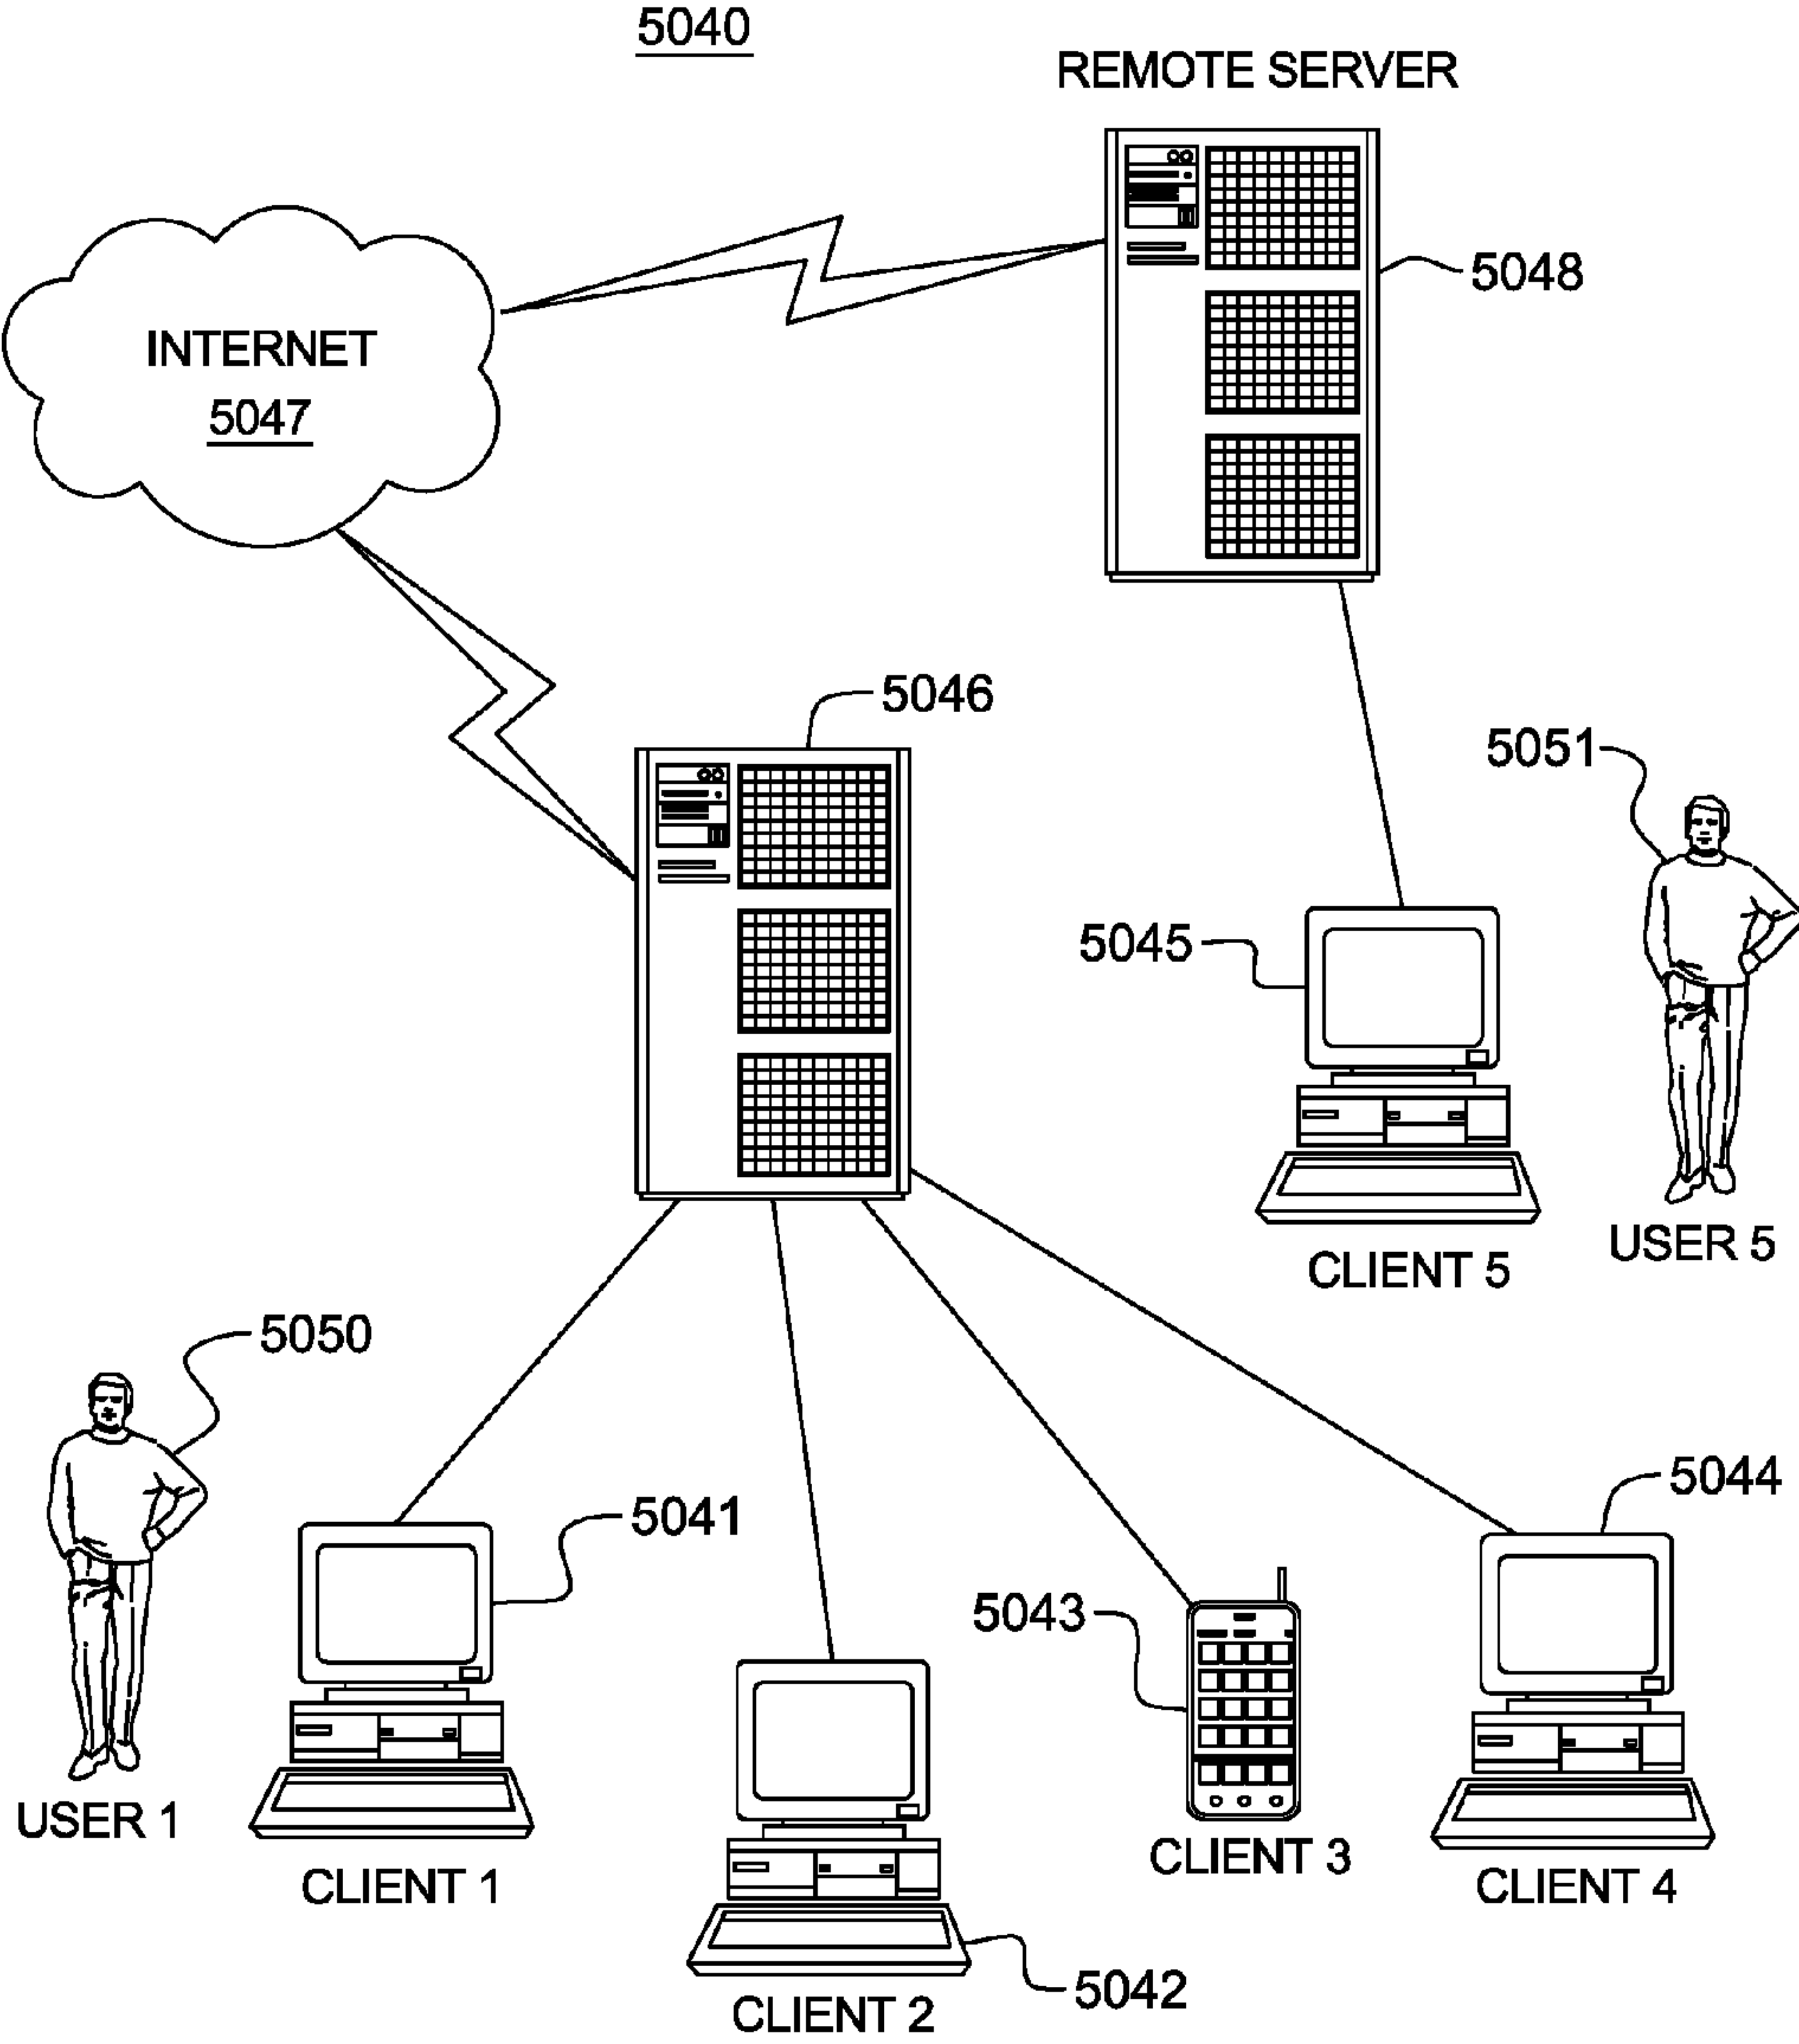 5040
REMOTE SERVER
5048
INTERNET
5047
5046
5051
5045
USER 5
CLIENT 5
5050
5044
5041
5043
USER 1
CLIENT 3
CLIENT 1
CLIENT 4
5042
CLIENT 2